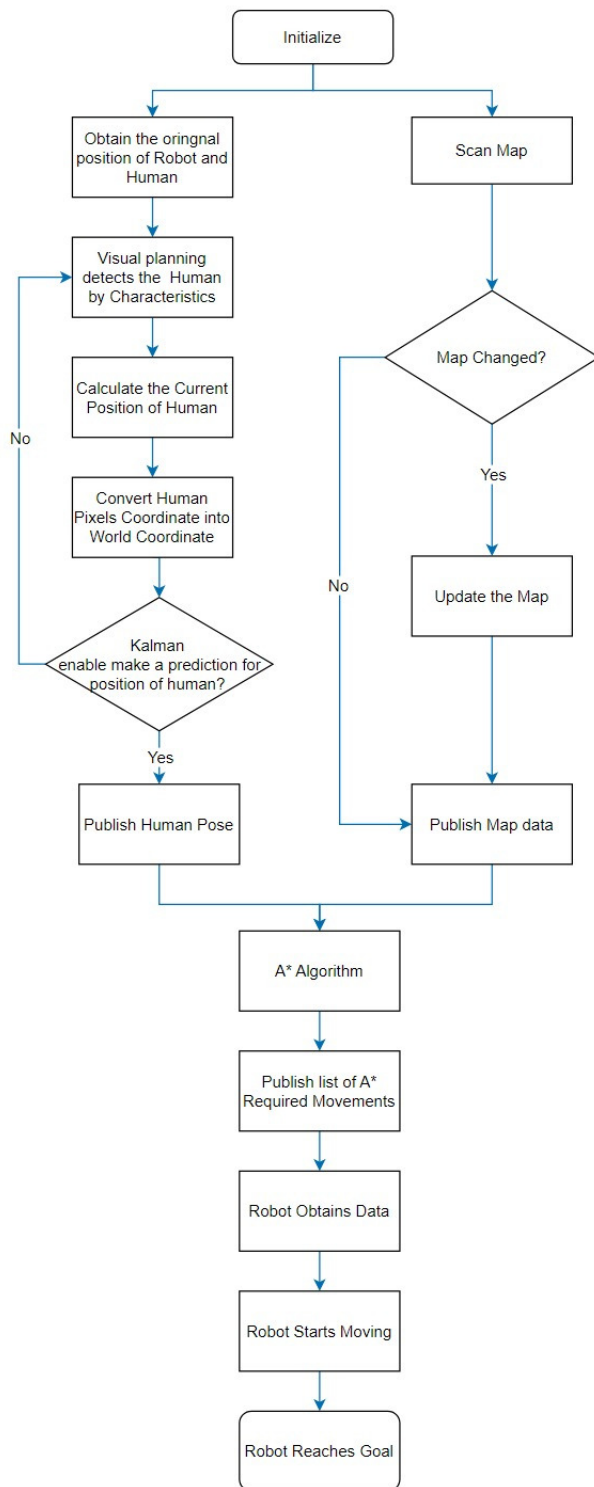 Initialize
Obtain the oringnal
position of Robot and
Human
Scan Map
Visual planning
detects the Human
by Characteristics
Map Changed?
Calculate the Current
Position of Human
No
Yes
Convert Human
Pixels Coordinate into
World Coordinate
No
Update the Map
Kalman
enable make a prediction for
position of human?
Yes
Publish Human Pose
Publish Map data
A* Algorithm
Publish list of A*
Required Movements
Robot Obtains Data
Robot Starts Moving
Robot Reaches Goal